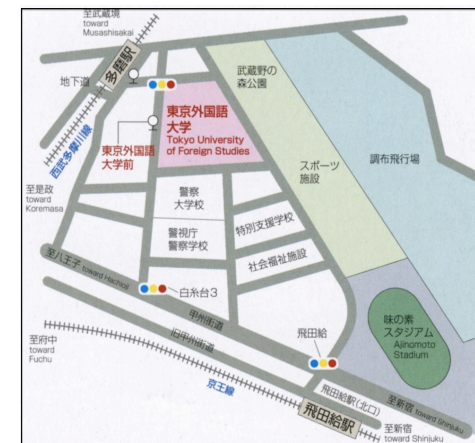 至武蔵境
toward
Musashisakai
多磨駅
地下道
西武多摩川線
東京外国語
大学前
東京外国語
大学
Tokyo University
of Foreign Studies
武蔵野の
森公園
調布飛行場
スポーツ
施設
至是政
toward
Koremasa
警察
大学校
警視庁
警察学校
特別支援学校
社会福祉施設
至八王子 toward Hachioji
白糸台3
甲州街道
旧甲州街道
飛田給
味の素
スタジアム
Ajinomoto
Stadium
至府中
toward
Fuchu
京王線
飛田給駅(北口)
飛田給駅
至新宿 toward Shinjuku
至新宿
toward Shinjuku